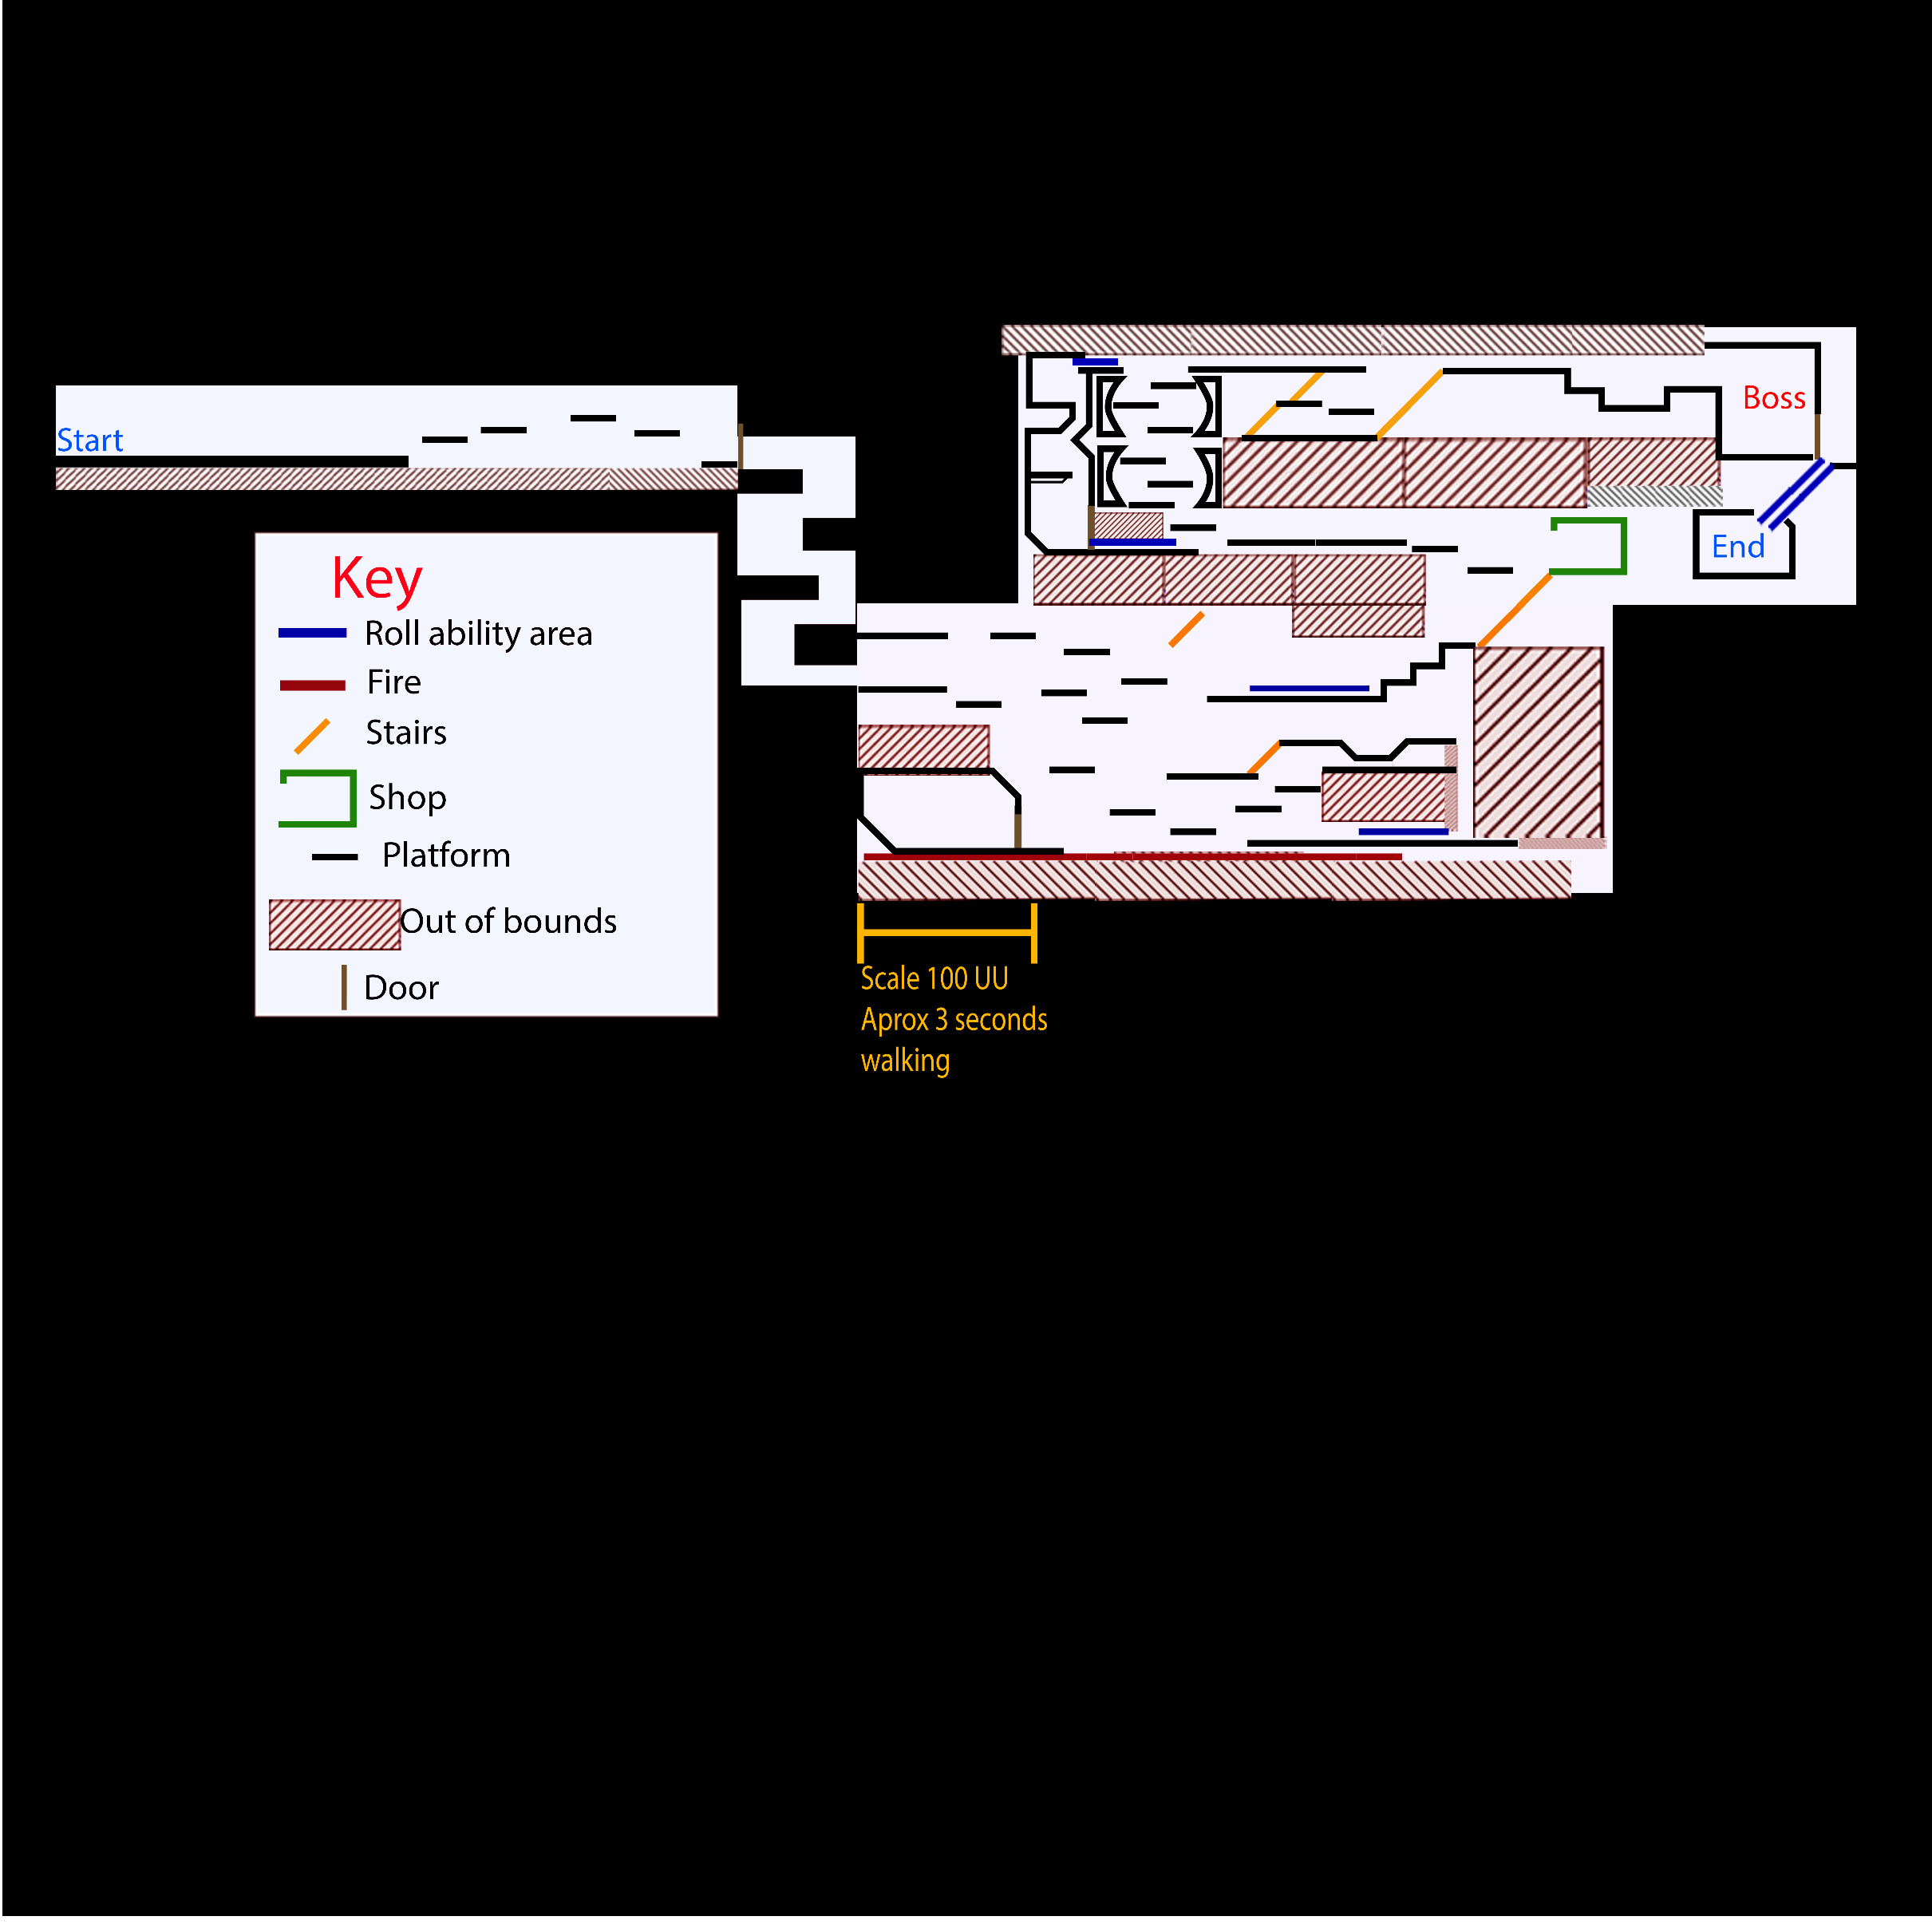 Start
Boss
End
Key
Roll ability area
Fire
Stairs
Shop
Platform
Out of bounds
Door
Scale 100 UU
Aprox 3 seconds
walking